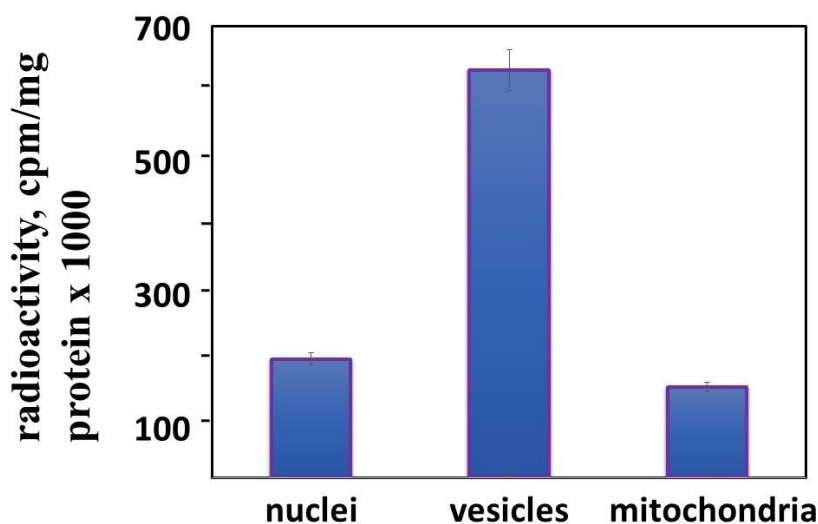 radioactivity, cpm/mg
protein x 1000
700
500
300
100
nuclei vesicles mitochondria